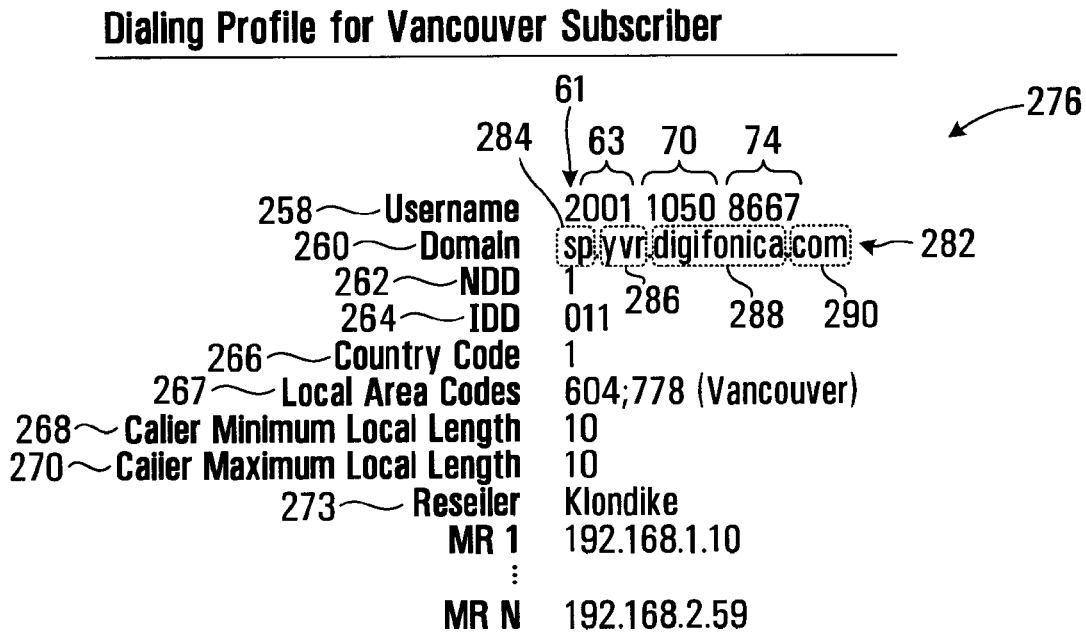 Dialing Profile for Vancouver Subscriber
61
276
284 63 70 74
258 Username 2001 1050 8667
260 Domain sp.yvr.digifonica.com 282
262 NDD 1 286 288 290
264 IDD 011
266 Country Code 1
267 Local Area Codes 604;778 (Vancouver)
268 Caller Minimum Local Length 10
270 Caller Maximum Local Length 10
273 Reseller Klondike
MR 1 192.168.1.10
⋮
MR N 192.168.2.59